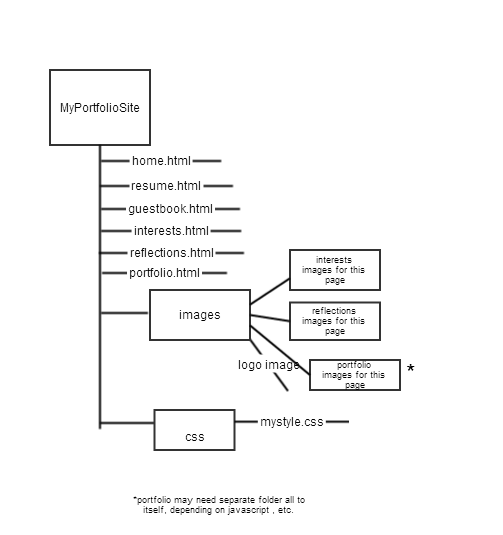 MyPortfolioSite
home.html
resume.html
guestbook.html
interests.html
reflections.html
portfolio.html
images
interests
images for this
page
reflections
images for this
page
logo image
portfolio
images for this
page
*
css
mystyle.css
*portfolio may need separate folder all to
itself, depending on javascript , etc.